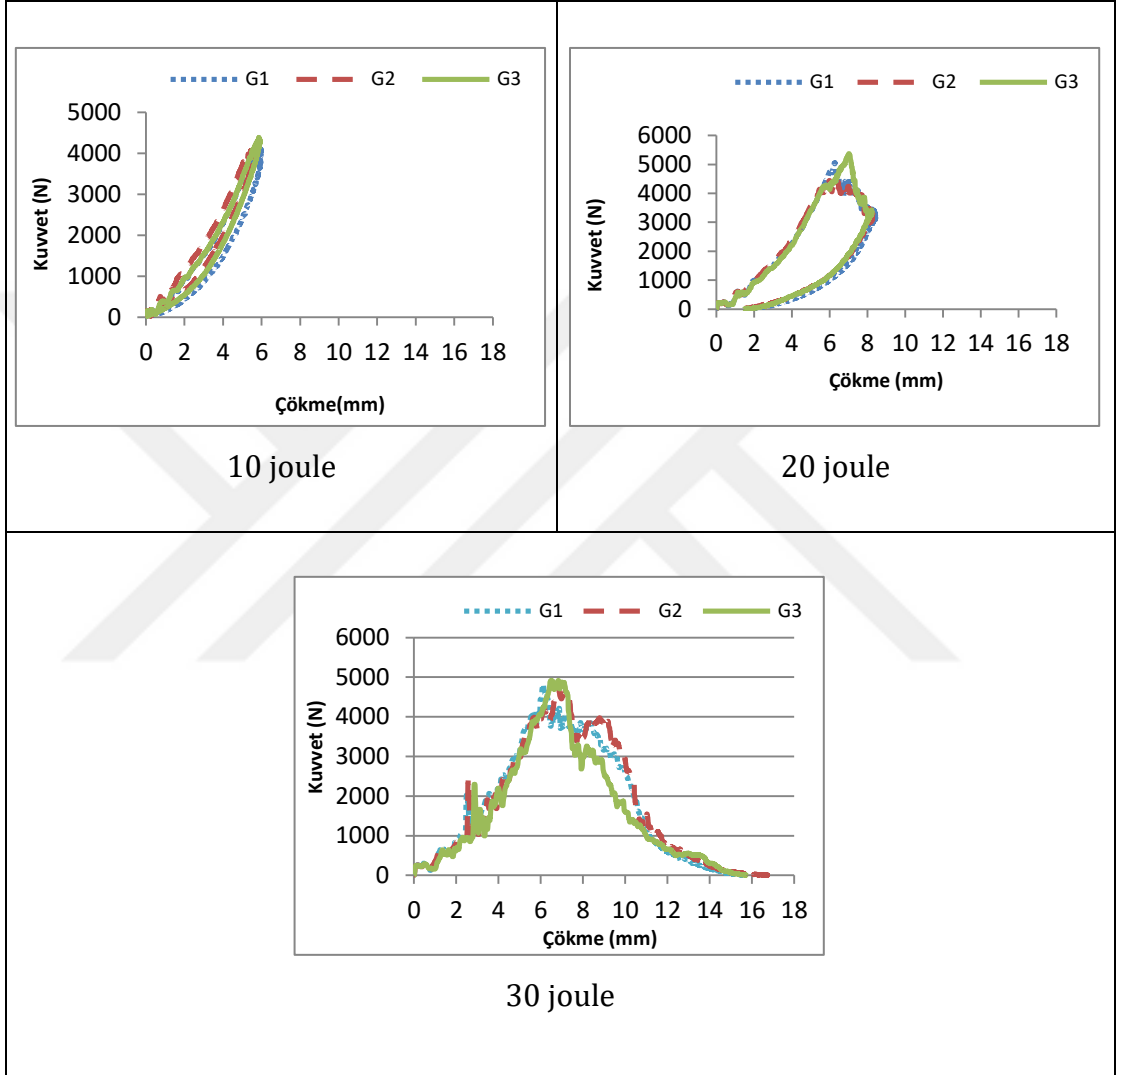 G1 G2 G3
5000
4000
3000
2000
1000
0
Kuvvet (N)
0 2 4 6 8 10 12 14 16 18
Çökme(mm)
10 joule
G1 G2 G3
6000
5000
4000
3000
2000
1000
0
Kuvvet (N)
0 2 4 6 8 10 12 14 16 18
Çökme (mm)
20 joule
G1 G2 G3
6000
5000
4000
3000
2000
1000
0
Kuvvet (N)
0 2 4 6 8 10 12 14 16 18
Çökme (mm)
30 joule